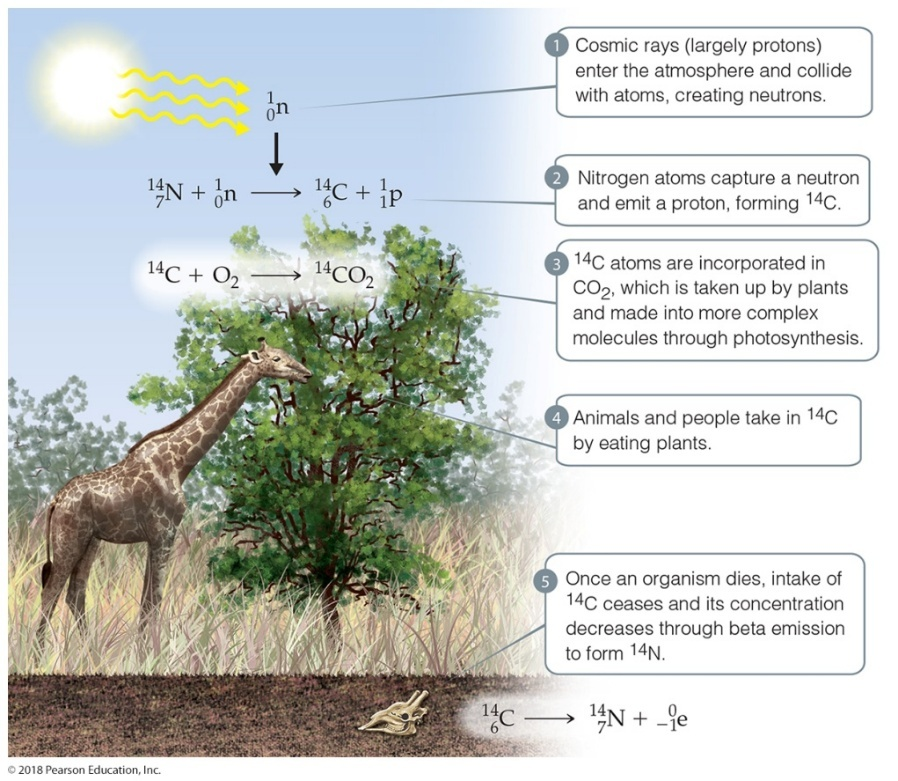 1 Cosmic rays (largely protons)
enter the atmosphere and collide
with atoms, creating neutrons.
¹₀n
2 Nitrogen atoms capture a neutron
and emit a proton, forming ¹⁴C.
¹⁴₇N + ¹₀n ⟶ ¹⁴₆C + ¹₁p
3 ¹⁴C atoms are incorporated in
CO₂, which is taken up by plants
and made into more complex
molecules through photosynthesis.
¹⁴C + O₂ ⟶ ¹⁴CO₂
4 Animals and people take in ¹⁴C
by eating plants.
5 Once an organism dies, intake of
¹⁴C ceases and its concentration
decreases through beta emission
to form ¹⁴N.
¹⁴₆C ⟶ ¹⁴₇N + ⁰₋₁e
© 2018 Pearson Education, Inc.